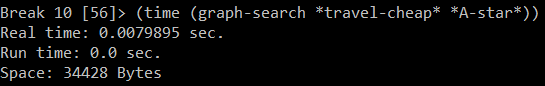 Break 10 [56]> (time (graph-search *travel-cheap* *A-star*))
Real time: 0.0079895 sec.
Run time: 0.0 sec.
Space: 34428 Bytes